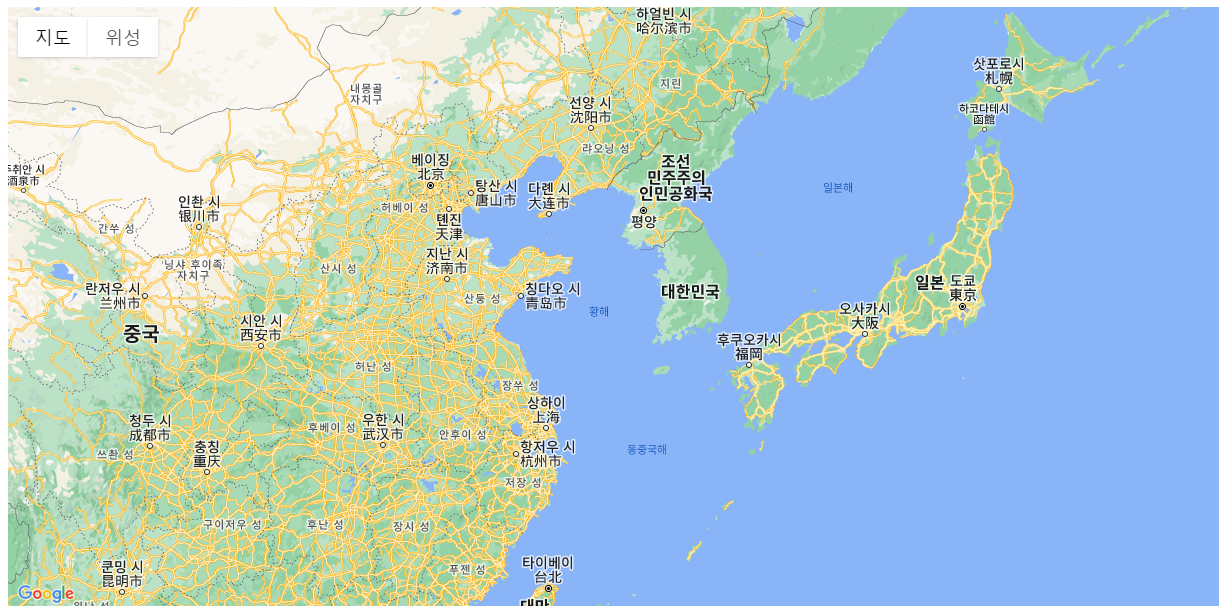 지도 위성
하얼빈 시
哈尔滨市
삿포로시
札幌
내몽골
자치구
지린
선양 시
沈阳市
하코다테시
函館
랴오닝 성
베이징
北京
조선
민주주의
인민공화국
酒泉市
탕산 시
唐山市
다롄 시
大连市
일본해
인촨 시
银川市
허베이 성
톈진
天津
평양
간쑤 성
지난 시
济南市
닝샤 후이족
자치구
산시 성
란저우 시
兰州市
산둥 성
칭다오 시
青岛市
황해
대한민국
일본
도쿄
東京
중국
시안 시
西安市
오사카시
大阪
후쿠오카시
福岡
허난 성
장쑤 성
청두 시
成都市
후베이 성
우한 시
武汉市
안후이 성
상하이
上海
쓰촨 성
충칭
重庆
항저우 시
杭州市
동중국해
저장 성
구이저우 성
후난 성
장시 성
쿤밍 시
昆明市
푸젠 성
타이베이
台北
대만
Google